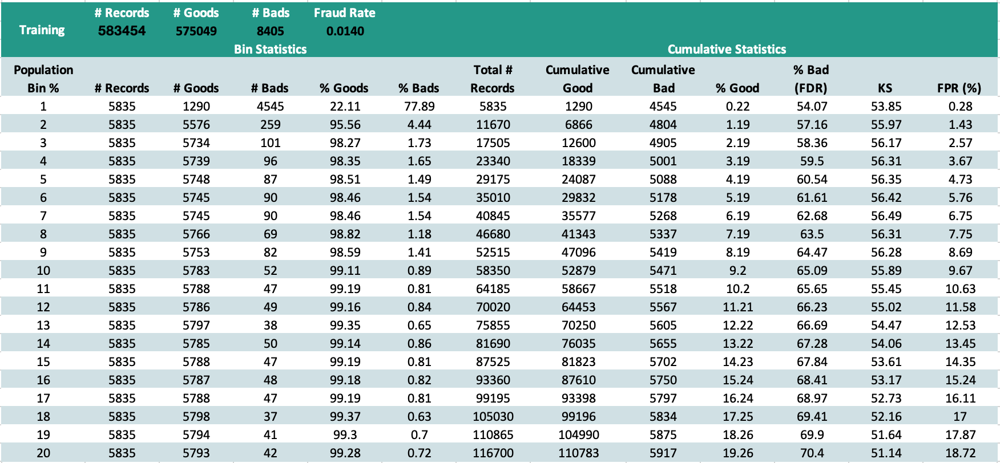 # Records # Goods # Bads Fraud Rate
Training 583454 575049 8405 0.0140
Bin Statistics Cumulative Statistics
Population Total # Cumulative Cumulative % Bad
Bin % # Records # Goods # Bads % Goods % Bads Records Good Bad % Good (FDR) KS FPR (%)
1 5835 1290 4545 22.11 77.89 5835 1290 4545 0.22 54.07 53.85 0.28
2 5835 5576 259 95.56 4.44 11670 6866 4804 1.19 57.16 55.97 1.43
3 5835 5734 101 98.27 1.73 17505 12600 4905 2.19 58.36 56.17 2.57
4 5835 5739 96 98.35 1.65 23340 18339 5001 3.19 59.5 56.31 3.67
5 5835 5748 87 98.51 1.49 29175 24087 5088 4.19 60.54 56.35 4.73
6 5835 5745 90 98.46 1.54 35010 29832 5178 5.19 61.61 56.42 5.76
7 5835 5745 90 98.46 1.54 40845 35577 5268 6.19 62.68 56.49 6.75
8 5835 5766 69 98.82 1.18 46680 41343 5337 7.19 63.5 56.31 7.75
9 5835 5753 82 98.59 1.41 52515 47096 5419 8.19 64.47 56.28 8.69
10 5835 5783 52 99.11 0.89 58350 52879 5471 9.2 65.09 55.89 9.67
11 5835 5788 47 99.19 0.81 64185 58667 5518 10.2 65.65 55.45 10.63
12 5835 5786 49 99.16 0.84 70020 64453 5567 11.21 66.23 55.02 11.58
13 5835 5797 38 99.35 0.65 75855 70250 5605 12.22 66.69 54.47 12.53
14 5835 5785 50 99.14 0.86 81690 76035 5655 13.22 67.28 54.06 13.45
15 5835 5788 47 99.19 0.81 87525 81823 5702 14.23 67.84 53.61 14.35
16 5835 5787 48 99.18 0.82 93360 87610 5750 15.24 68.41 53.17 15.24
17 5835 5788 47 99.19 0.81 99195 93398 5797 16.24 68.97 52.73 16.11
18 5835 5798 37 99.37 0.63 105030 99196 5834 17.25 69.41 52.16 17
19 5835 5794 41 99.3 0.7 110865 104990 5875 18.26 69.9 51.64 17.87
20 5835 5793 42 99.28 0.72 116700 110783 5917 19.26 70.4 51.14 18.72